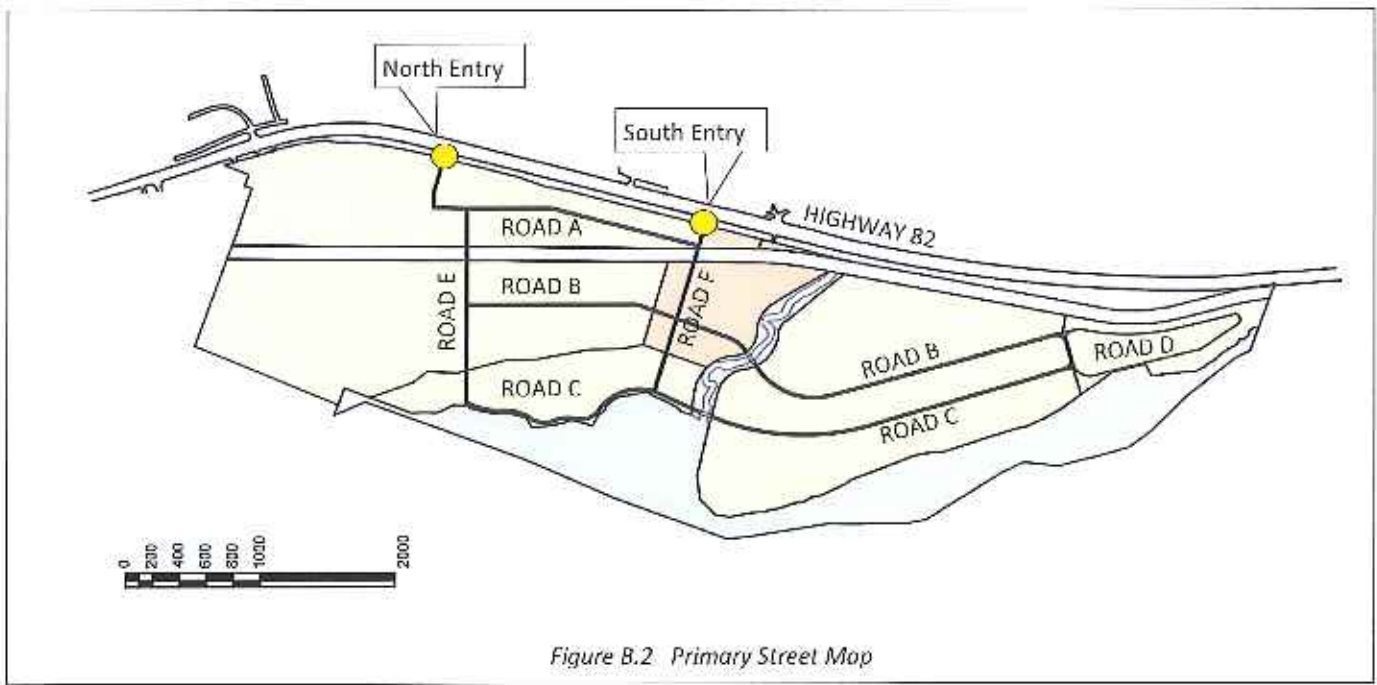 North Entry
South Entry
HIGHWAY 82
ROAD A
ROAD E
ROAD B
ROAD F
ROAD B
ROAD D
ROAD C
ROAD C
0
200
400
600
800
1000
2000
Figure B.2 Primary Street Map